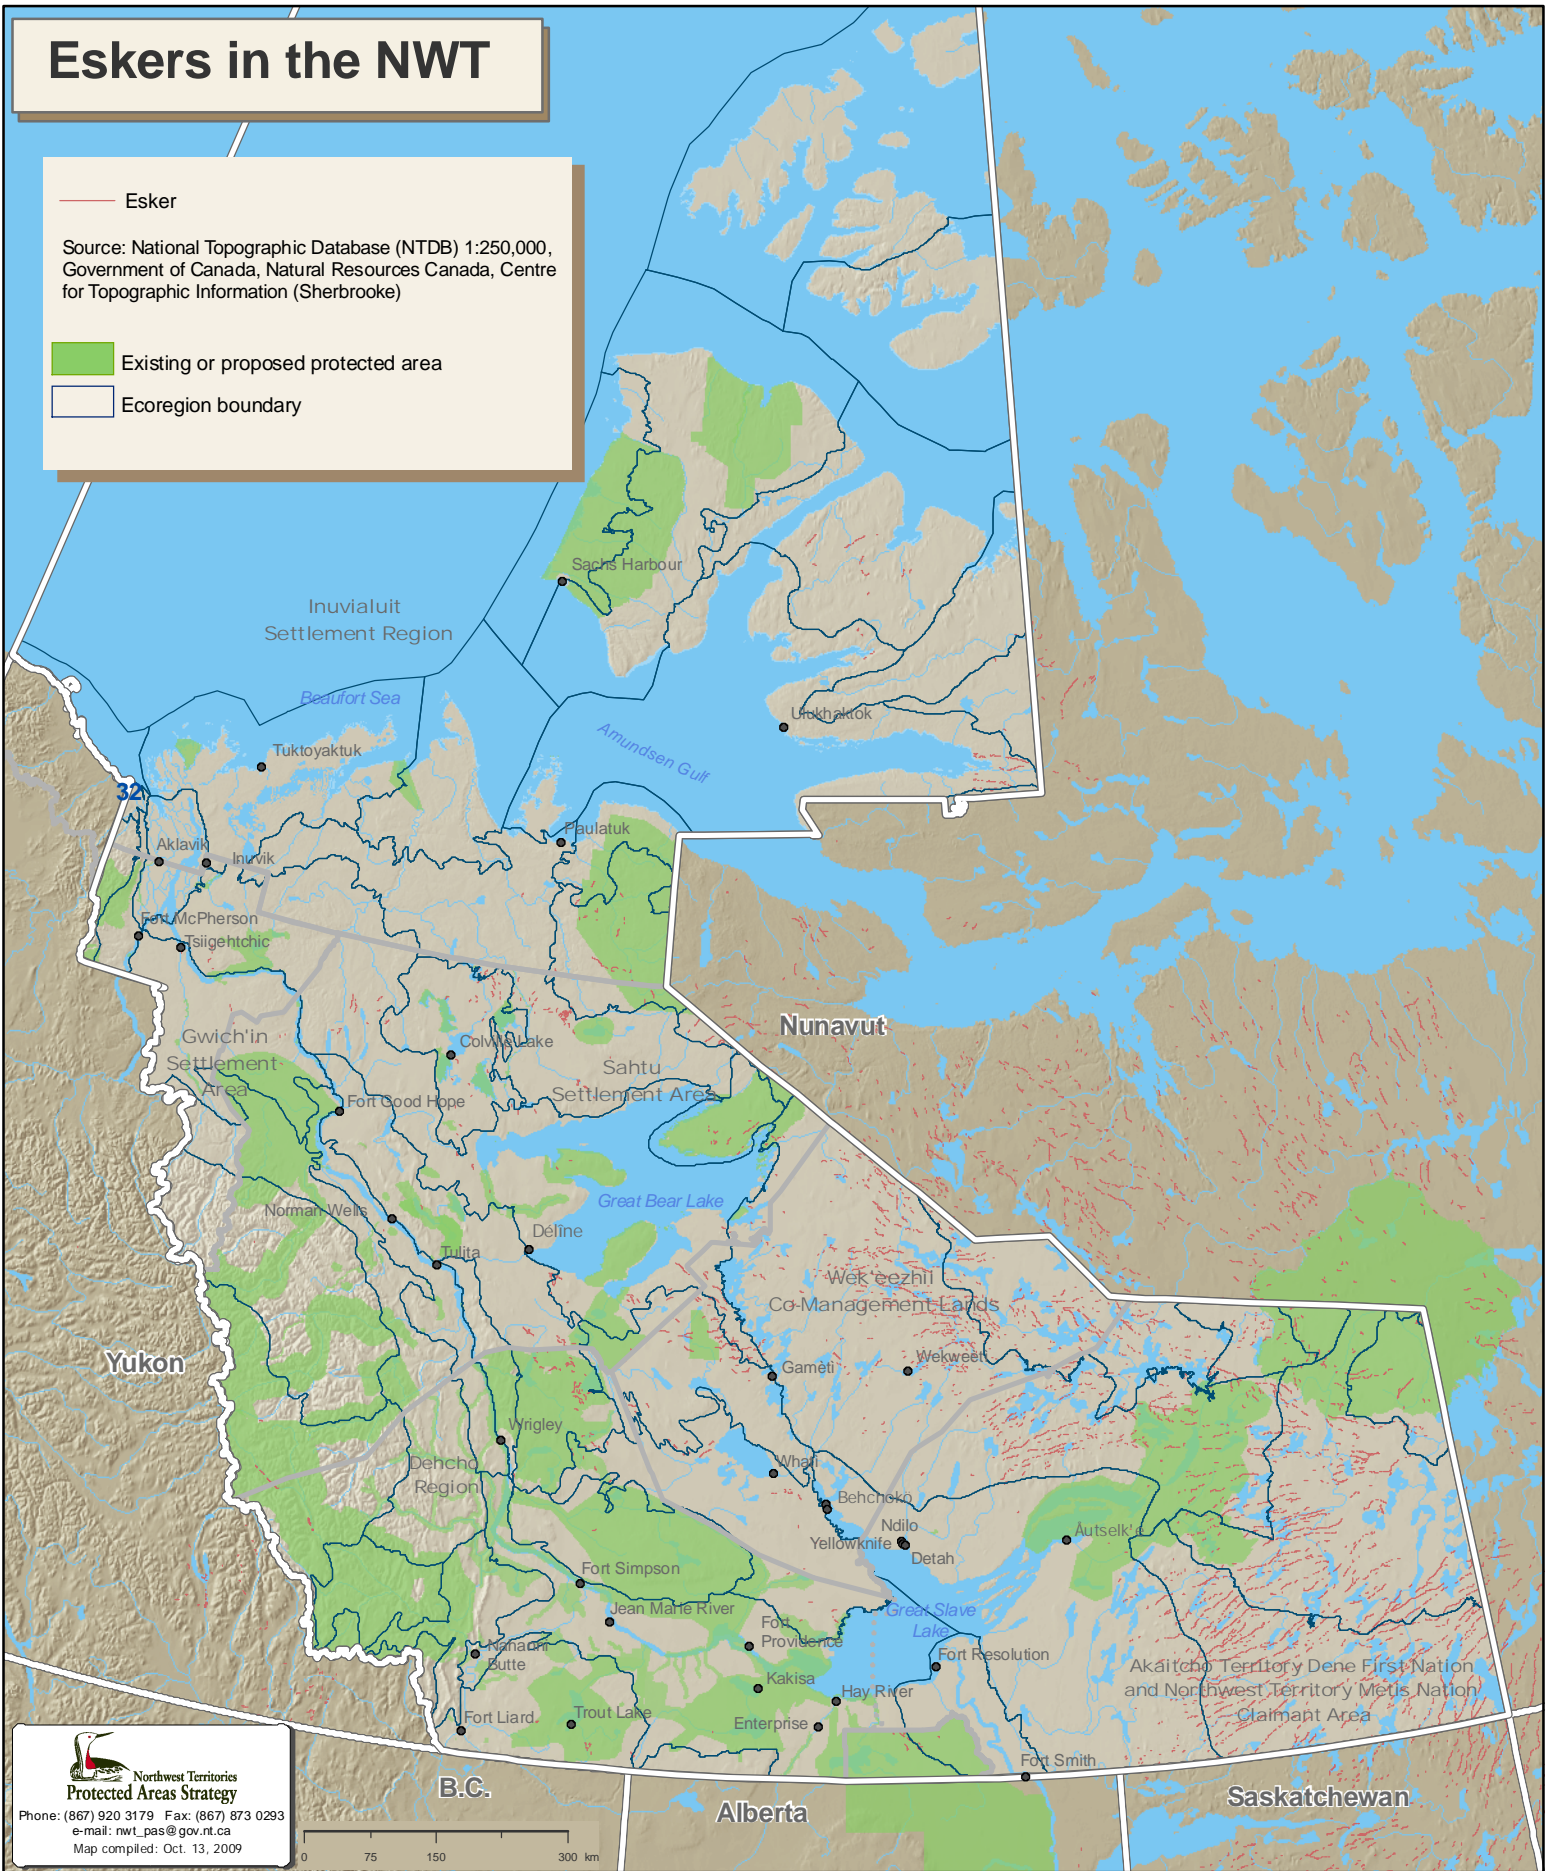 Eskers in the NWT
Esker
Source: National Topographic Database (NTDB) 1:250,000,
Government of Canada, Natural Resources Canada, Centre
for Topographic Information (Sherbrooke)
Existing or proposed protected area
Ecoregion boundary
Sachs Harbour
Inuvialuit
Settlement Region
Beaufort Sea
Ulukhaktok
Amundsen Gulf
Tuktoyaktuk
32
Paulatuk
Aklavik
Inuvik
Fort McPherson
Tsiigehtchic
4
Nunavut
Gwich'in
Settlement
Area
Colville Lake
Sahtu
Settlement Area
Fort Good Hope
Great Bear Lake
Norman Wells
Déline
Tulita
Wek'eezhii
Co-Management Lands
Yukon
Gamèti
Wekweèti
Wrigley
Dehcho
Region
Whati
Behchokó
Ndilo
Yellowknife
Detah
Łutselk'e
Fort Simpson
Jean Marie River
Great Slave
Lake
Fort
Providence
Nahanni
Butte
Fort Resolution
Akaitcho Territory Dene First Nation
and Northwest Territory Metis Nation
Claimant Area
Kakisa
Hay River
Fort Liard
Trout Lake
Enterprise
Fort Smith
B.C.
Alberta
Saskatchewan
Northwest Territories
Protected Areas Strategy
Phone: (867) 920 3179 Fax: (867) 873 0293
e-mail: nwt_pas@gov.nt.ca
Map compiled: Oct. 13, 2009
0 75 150 300 km